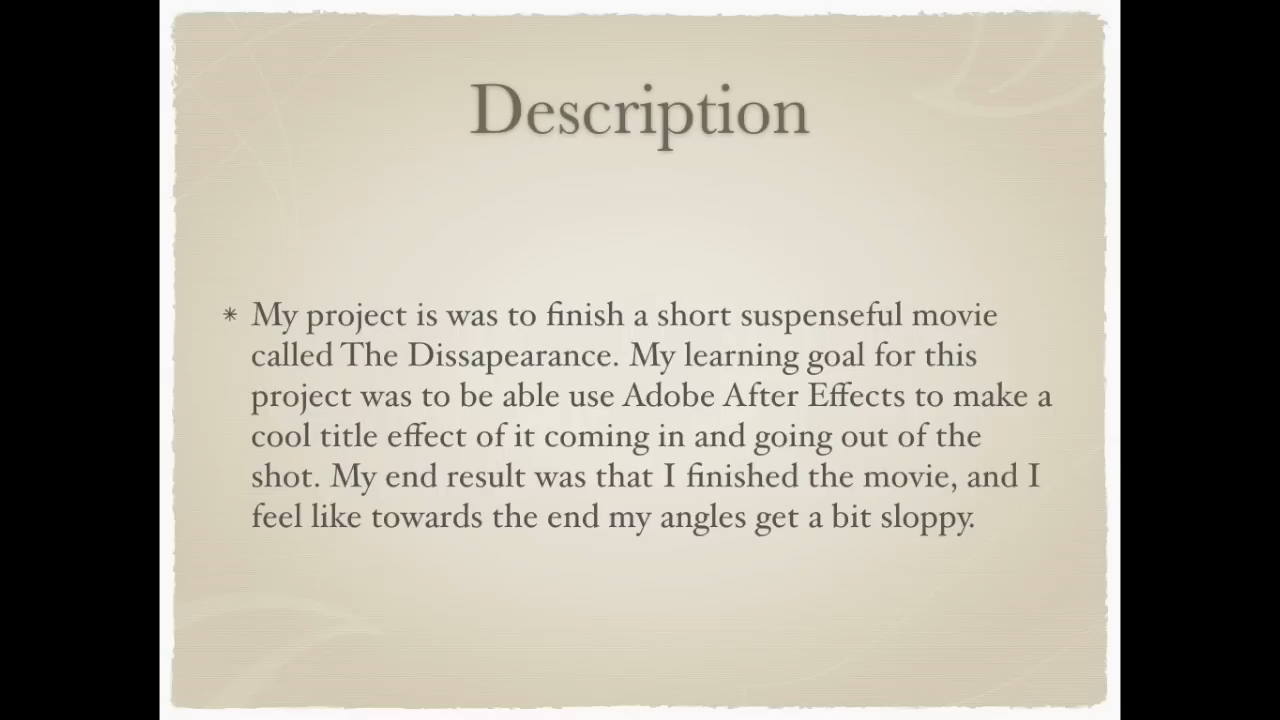 Description
* My project is was to finish a short suspenseful movie
called The Dissapearance. My learning goal for this
project was to be able use Adobe After Effects to make a
cool title effect of it coming in and going out of the
shot. My end result was that I finished the movie, and I
feel like towards the end my angles get a bit sloppy.